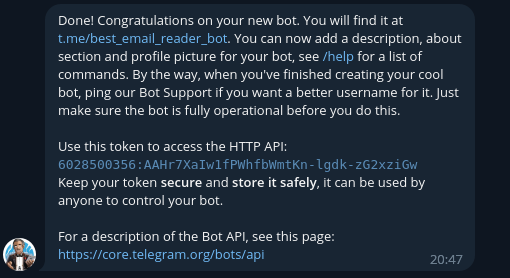 Done! Congratulations on your new bot. You will find it at
t.me/best_email_reader_bot. You can now add a description, about
section and profile picture for your bot, see /help for a list of
commands. By the way, when you've finished creating your cool
bot, ping our Bot Support if you want a better username for it. Just
make sure the bot is fully operational before you do this.
Use this token to access the HTTP API:
6028500356:AAHr7XaIw1fPWhfbWmtKn-lgdk-zG2xziGw
Keep your token secure and store it safely, it can be used by
anyone to control your bot.
For a description of the Bot API, see this page:
https://core.telegram.org/bots/api
20:47